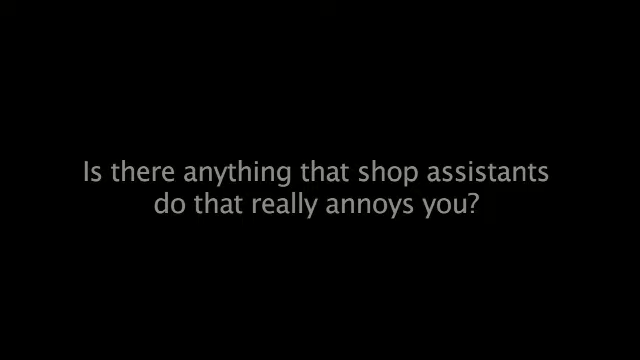 Is there anything that shop assistants
do that really annoys you?